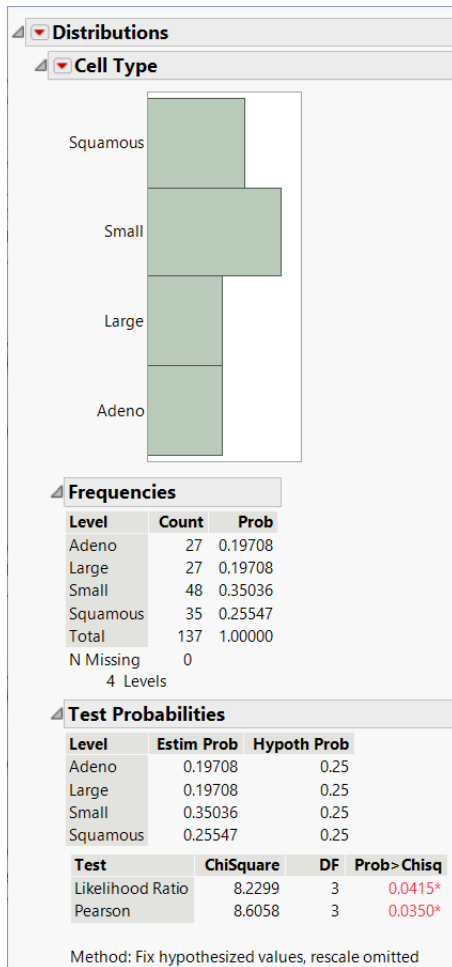 Distributions
Cell Type
Squamous
Small
Large
Adeno
Frequencies
Level Count Prob
Adeno 27 0.19708
Large 27 0.19708
Small 48 0.35036
Squamous 35 0.25547
Total 137 1.00000
N Missing 0
4 Levels
Test Probabilities
Level Estim Prob Hypoth Prob
Adeno 0.19708 0.25
Large 0.19708 0.25
Small 0.35036 0.25
Squamous 0.25547 0.25
Test ChiSquare DF Prob>Chisq
Likelihood Ratio 8.2299 3 0.0415*
Pearson 8.6058 3 0.0350*
Method: Fix hypothesized values, rescale omitted